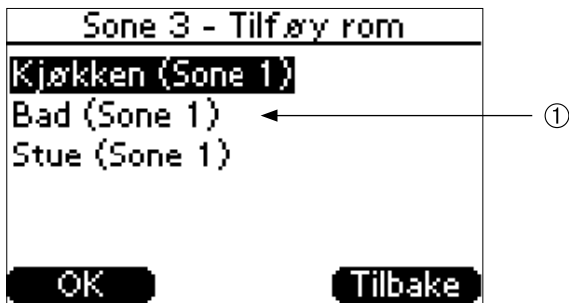 Sone 3 - Tilføy rom
Kjøkken (Sone 1)
Bad (Sone 1)
①
Stue (Sone 1)
OK
Tilbake